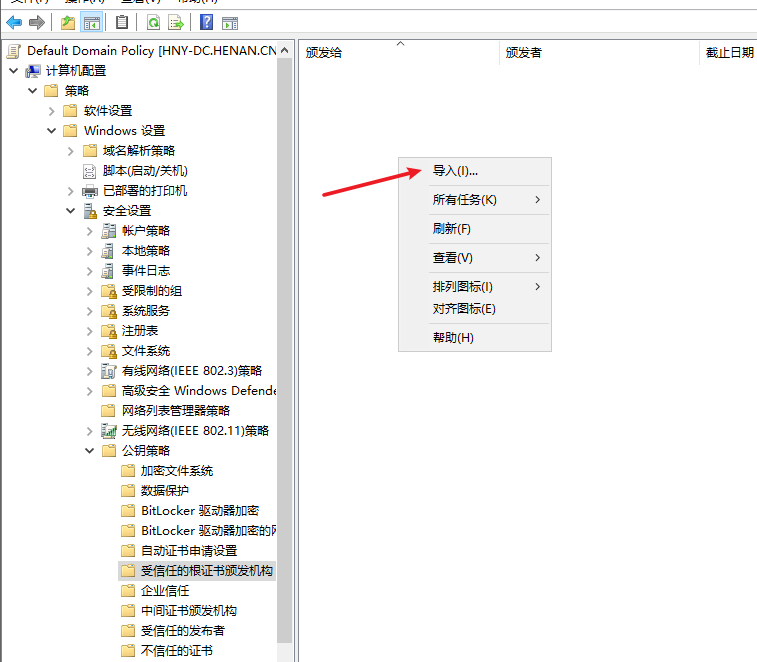 文件(F) 操作(A) 查看(V) 帮助(H)
Default Domain Policy [HNY-DC.HENAN.CN
计算机配置
策略
软件设置
Windows 设置
域名解析策略
脚本(启动/关机)
已部署的打印机
安全设置
帐户策略
本地策略
事件日志
受限制的组
系统服务
注册表
文件系统
有线网络(IEEE 802.3)策略
高级安全 Windows Defende
网络列表管理器策略
无线网络(IEEE 802.11)策略
公钥策略
加密文件系统
数据保护
BitLocker 驱动器加密
BitLocker 驱动器加密的网
自动证书申请设置
受信任的根证书颁发机构
企业信任
中间证书颁发机构
受信任的发布者
不信任的证书
颁发给 颁发者 截止日期
导入(I)...
所有任务(K)
刷新(F)
查看(V)
排列图标(I)
对齐图标(E)
帮助(H)